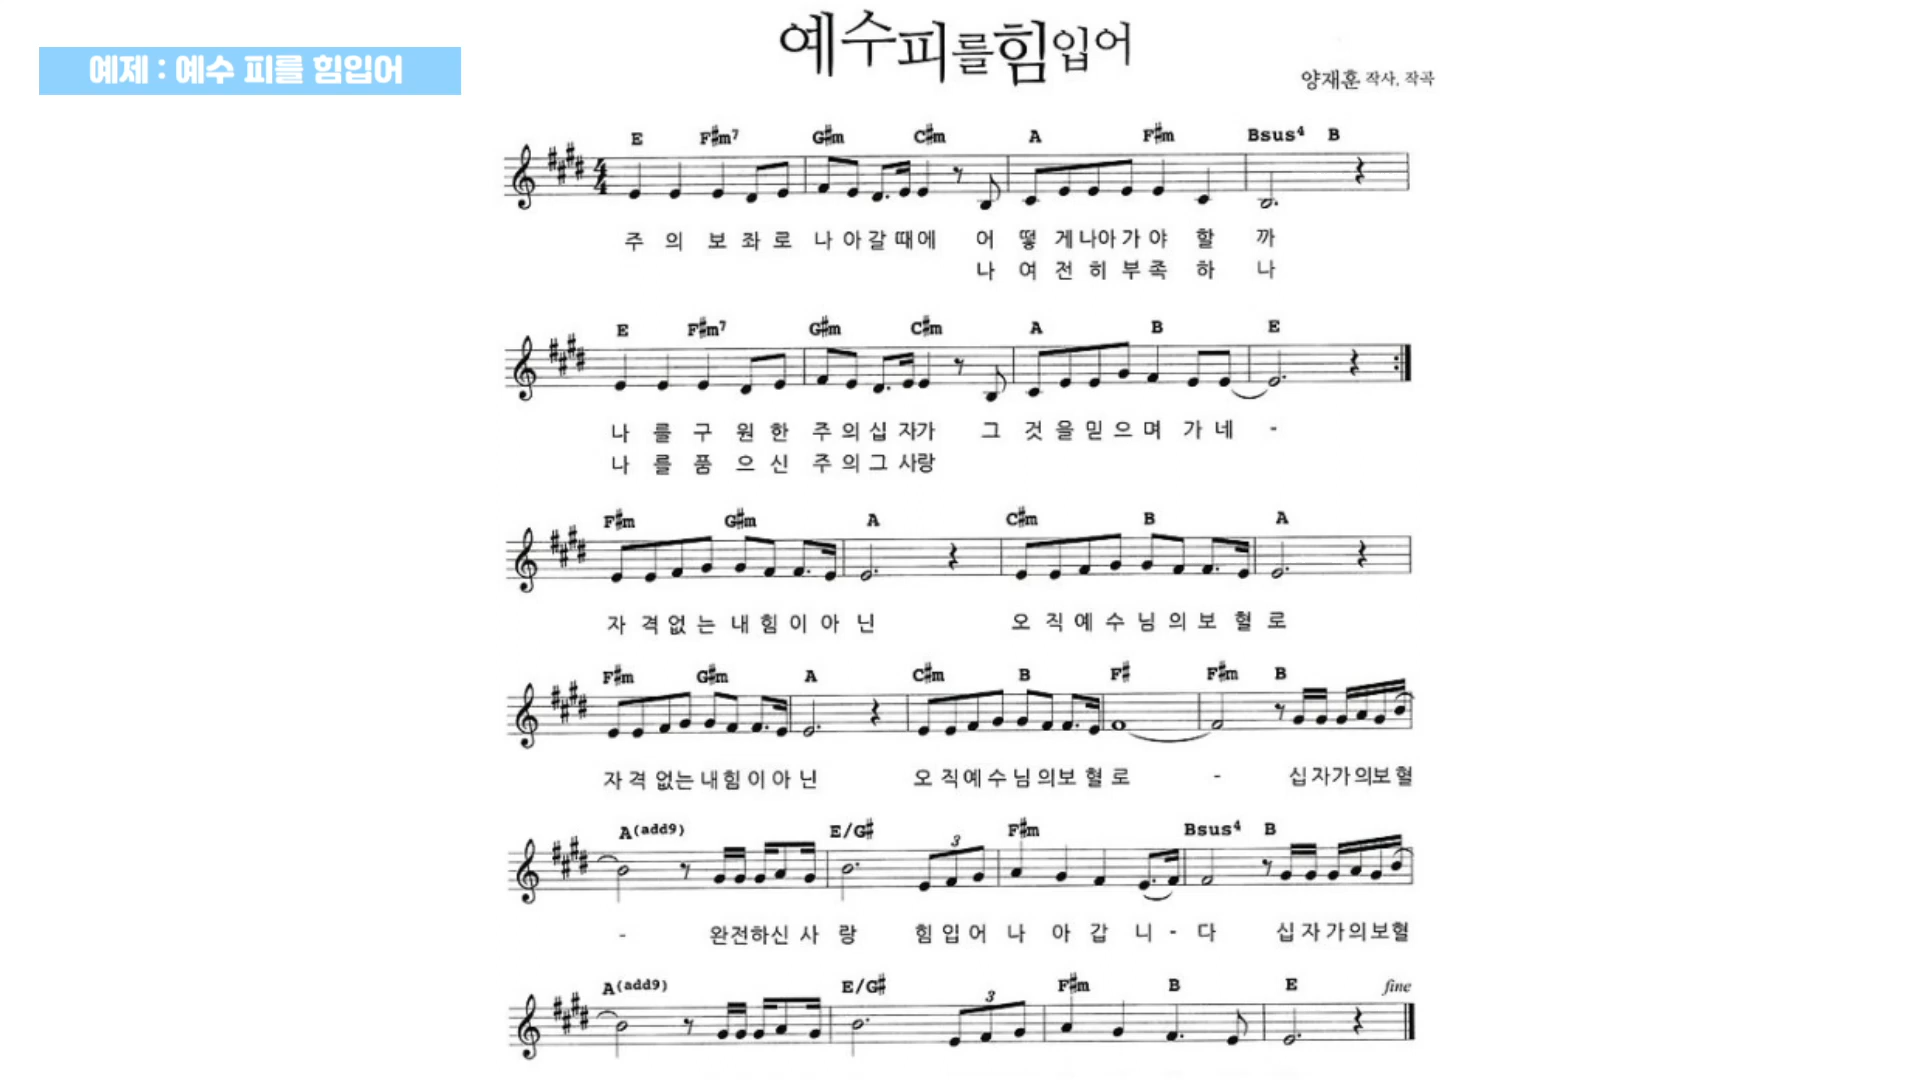 예제 : 예수 피를 힘입어
예수피를힘입어
양재훈 작사, 작곡
E F#m7 G#m C#m A F#m Bsus4 B
주 의 보 좌 로 나 아 갈 때에 어 떻 게 나아 가 야 할 까
나 여 전 히 부 족 하 나
E F#m7 G#m C#m A B E
나 를 구 원 한 주 의 십 자가 그 것 을 믿 으 며 가 네 -
나 를 품 으 신 주 의 그 사랑
F#m G#m A C#m B A
자 격 없 는 내 힘 이 아 닌 오 직 예 수 님 의 보 혈 로
F#m G#m A C#m B F# F#m B
자 격 없는 내 힘 이 아 닌 오 직 예 수 님 의보 혈 로 - 십 자 가 의보 혈
A(add9) E/G# 3 F#m Bsus4 B
- 완전하신 사 랑 힘 입 어 나 아 갑 니 - 다 십 자 가 의 보 혈
A(add9) E/G# 3 F#m B E fine